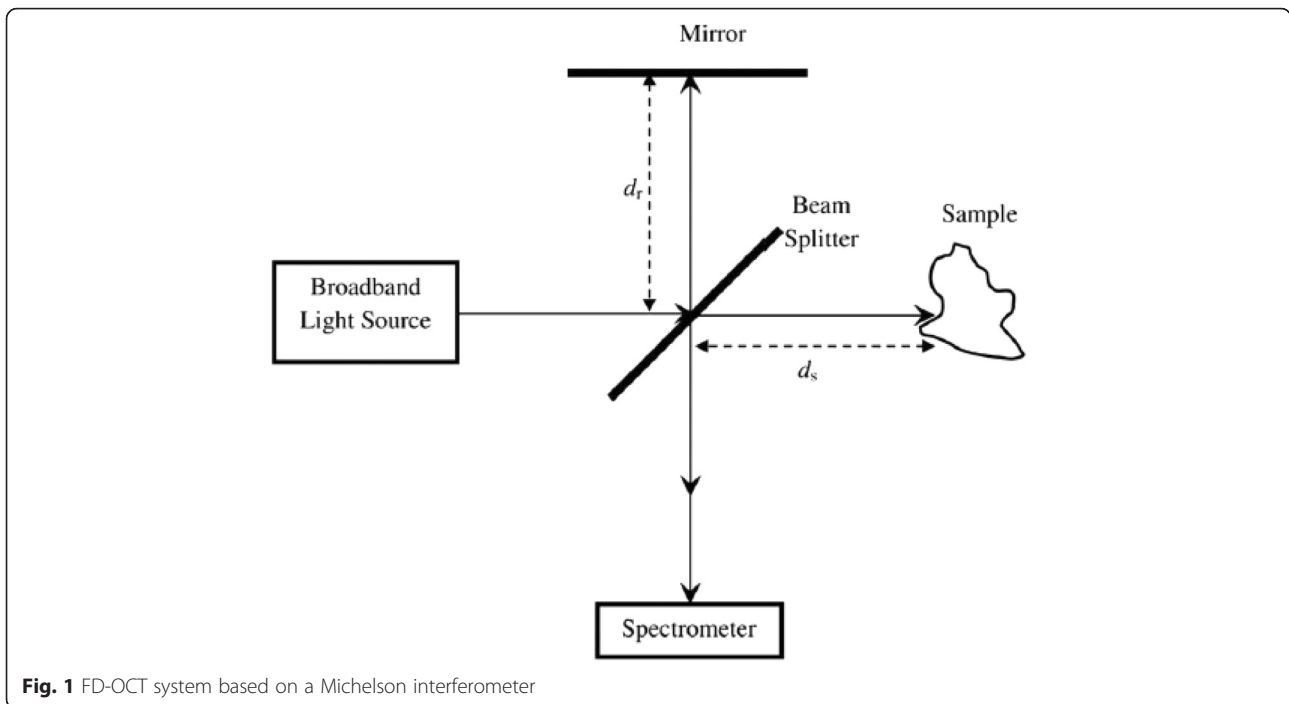 Mirror
d_r
Beam
Splitter
Sample
Broadband
Light Source
d_s
Spectrometer
Fig. 1 FD-OCT system based on a Michelson interferometer